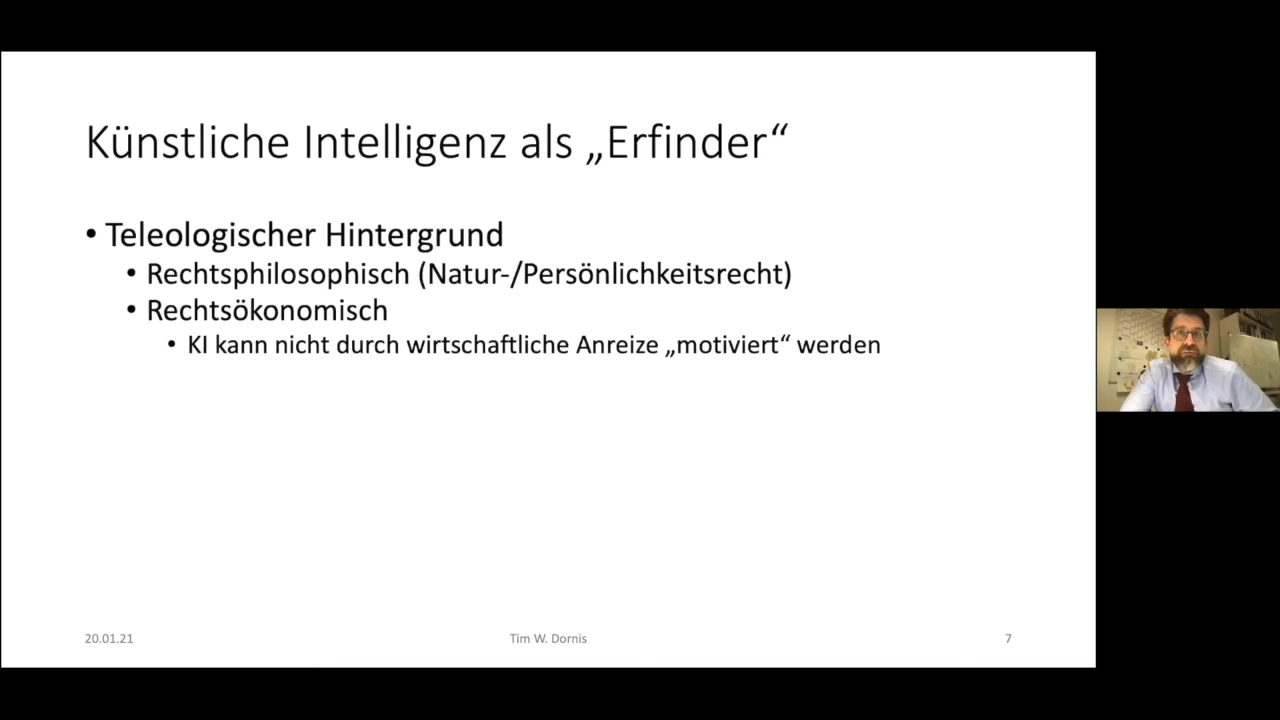 Künstliche Intelligenz als „Erfinder“
• Teleologischer Hintergrund
• Rechtsphilosophisch (Natur-/Persönlichkeitsrecht)
• Rechtsökonomisch
• KI kann nicht durch wirtschaftliche Anreize „motiviert“ werden
20.01.21
Tim W. Dornis
7